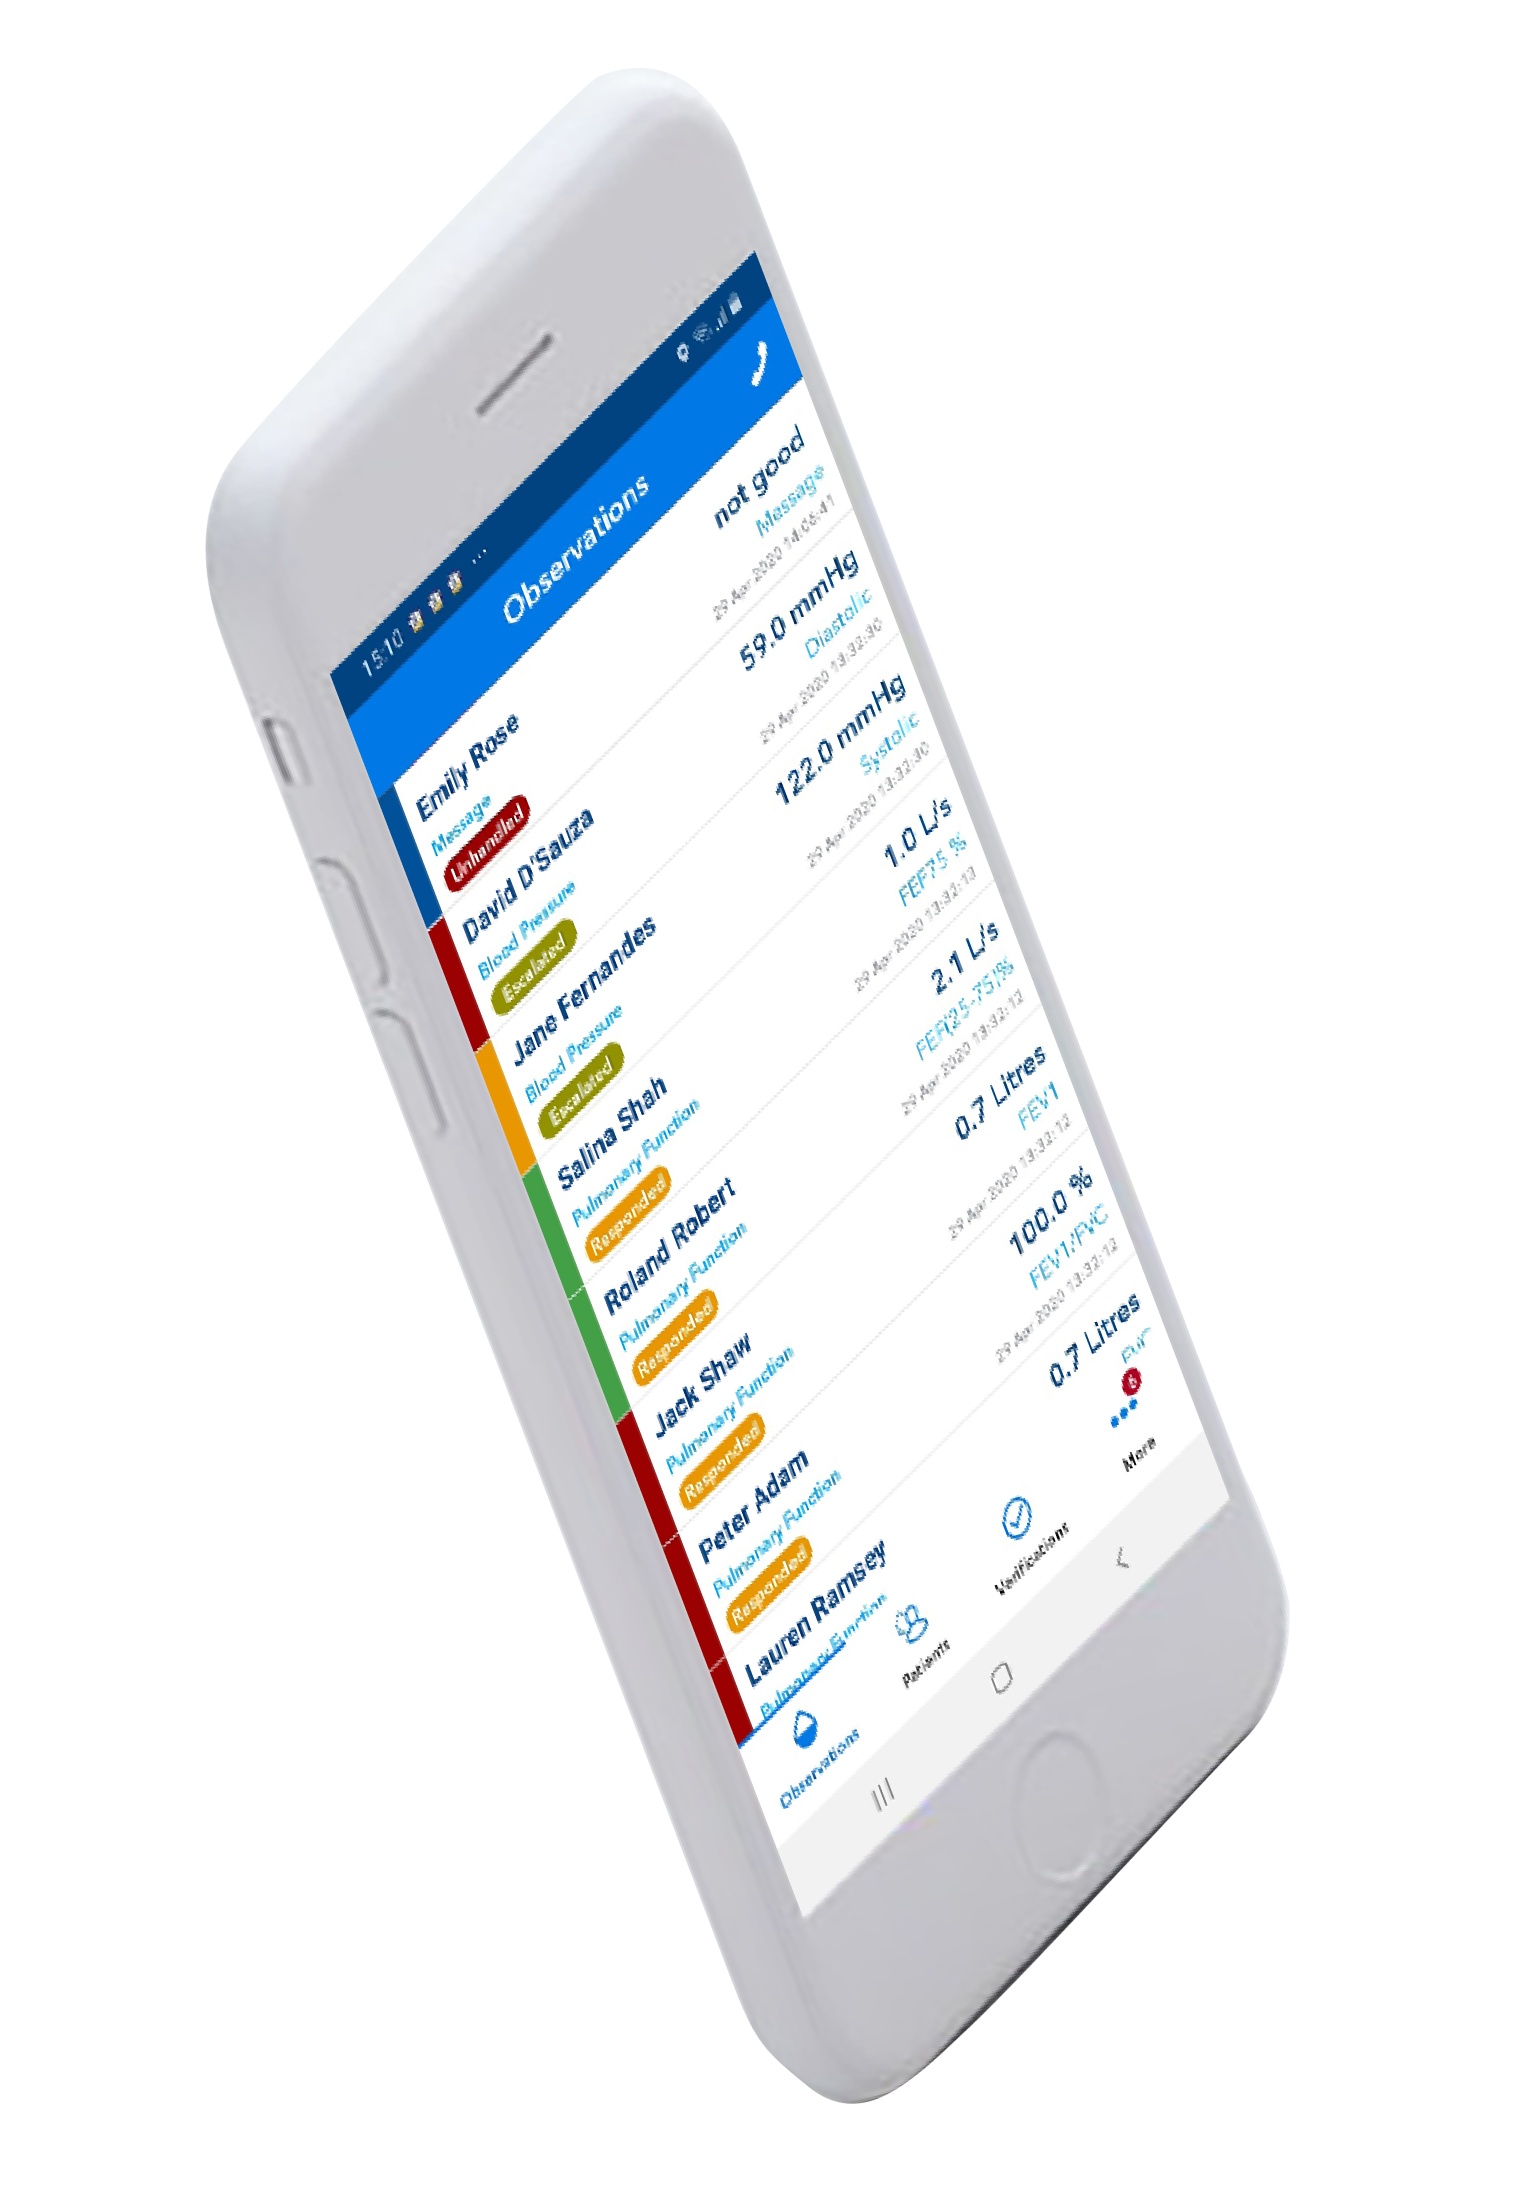 15:10
Observations
Emily Rose
not good
Message
Message
Unhandled
29 Apr 2020 14:05:41
David D'Sauza
59.0 mmHg
Blood Pressure
Diastolic
Escalated
29 Apr 2020 13:32:30
Jane Fernandes
122.0 mmHg
Blood Pressure
Systolic
Escalated
29 Apr 2020 13:32:30
Salina Shah
1.0 L/s
Pulmonary Function
FEF75 %
Responded
29 Apr 2020 13:32:13
Roland Robert
2.1 L/s
Pulmonary Function
FEF(25-75)%
Responded
29 Apr 2020 13:32:12
Jack Shaw
0.7 Litres
Pulmonary Function
FEV1
Responded
29 Apr 2020 13:32:12
Peter Adam
100.0 %
Pulmonary Function
FEV1/FVC
Responded
29 Apr 2020 13:32:12
Lauren Ramsey
0.7 Litres
Pulmonary Function
Observations
Patients
Verifications
More